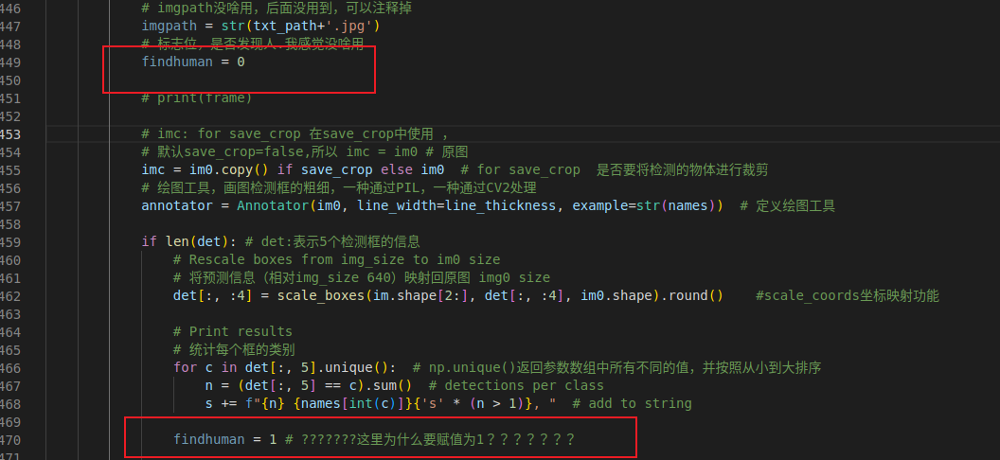 446 # imgpath没啥用，后面没用到，可以注释掉
447 imgpath = str(txt_path+'.jpg')
448 # 标志位，是否发现人.我感觉没啥用
449 findhuman = 0
450
451 # print(frame)
452
453 # imc: for save_crop 在save_crop中使用 ，
454 # 默认save_crop=false,所以 imc = im0 # 原图
455 imc = im0.copy() if save_crop else im0  # for save_crop  是否要将检测的物体进行裁剪
456 # 绘图工具，画图检测框的粗细，一种通过PIL，一种通过CV2处理
457 annotator = Annotator(im0, line_width=line_thickness, example=str(names))  # 定义绘图工具
458
459 if len(det): # det:表示5个检测框的信息
460 # Rescale boxes from img_size to im0 size
461 # 将预测信息（相对img_size 640）映射回原图 img0 size
462 det[:, :4] = scale_boxes(im.shape[2:], det[:, :4], im0.shape).round()    #scale_coords坐标映射功能
463
464 # Print results
465 # 统计每个框的类别
466 for c in det[:, 5].unique():  # np.unique()返回参数数组中所有不同的值，并按照从小到大排序
467 n = (det[:, 5] == c).sum()  # detections per class
468 s += f"{n} {names[int(c)]}{'s' * (n > 1)}, "  # add to string
469
470 findhuman = 1 # ???????这里为什么要赋值为1？？？？？？？
471